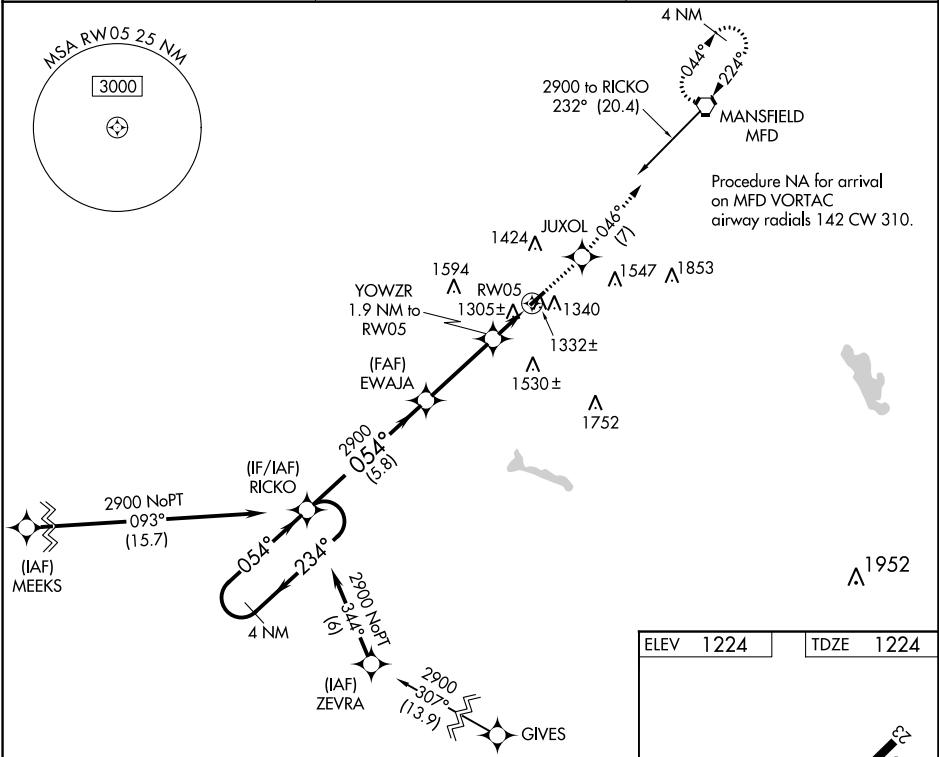 MSA RW05 25 NM
3000
4 NM
044°
224°
2900 to RICKO
232° (20.4)
MANSFIELD
MFD
Procedure NA for arrival
on MFD VORTAC
airway radials 142 CW 310.
JUXOL
046°
(7)
1424
1547
1853
1594
RW05
1305±
1340
YOWZR
1.9 NM to
RW05
1332±
(FAF)
EWAJA
1530±
1752
2900
054°
(5.8)
(IF/IAF)
RICKO
2900 NoPT
093°
(15.7)
(IAF)
MEEKS
054°
234°
4 NM
2900 NoPT
344°
(6)
(IAF)
ZEVRA
2900
307°
(13.9)
GIVES
1952
ELEV 1224
TDZE 1224
23